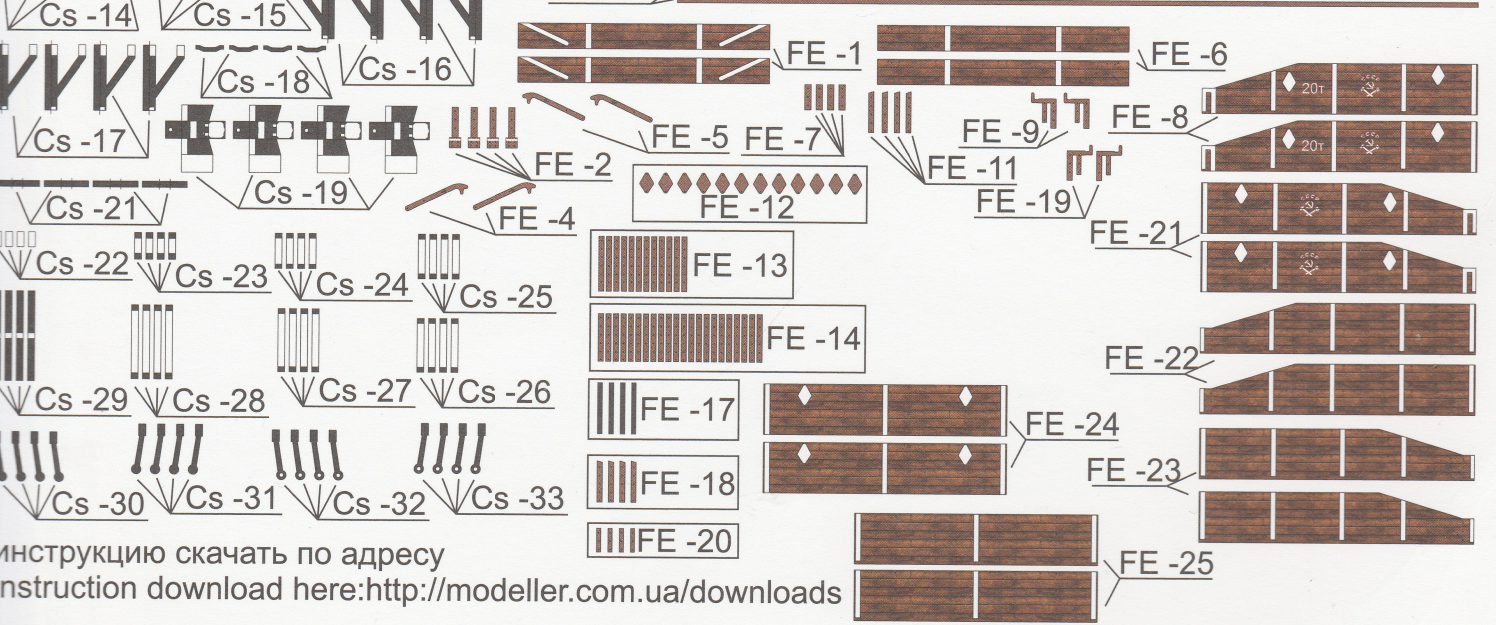 Cs -14
Cs -15
Cs -16
FE -1
FE -6
Cs -18
Cs -17
FE -5
FE -7
FE -9
FE -8
20т
20т
FE -2
FE -11
Cs -19
FE -12
FE -19
Cs -21
FE -4
FE -21
Cs -22
Cs -23
Cs -24
Cs -25
FE -13
FE -14
FE -22
Cs -29
Cs -28
Cs -27
Cs -26
FE -17
FE -24
FE -18
FE -23
Cs -30
Cs -31
Cs -32
Cs -33
FE -20
инструкцию скачать по адресу
nstruction download here:http://modeller.com.ua/downloads
FE -25